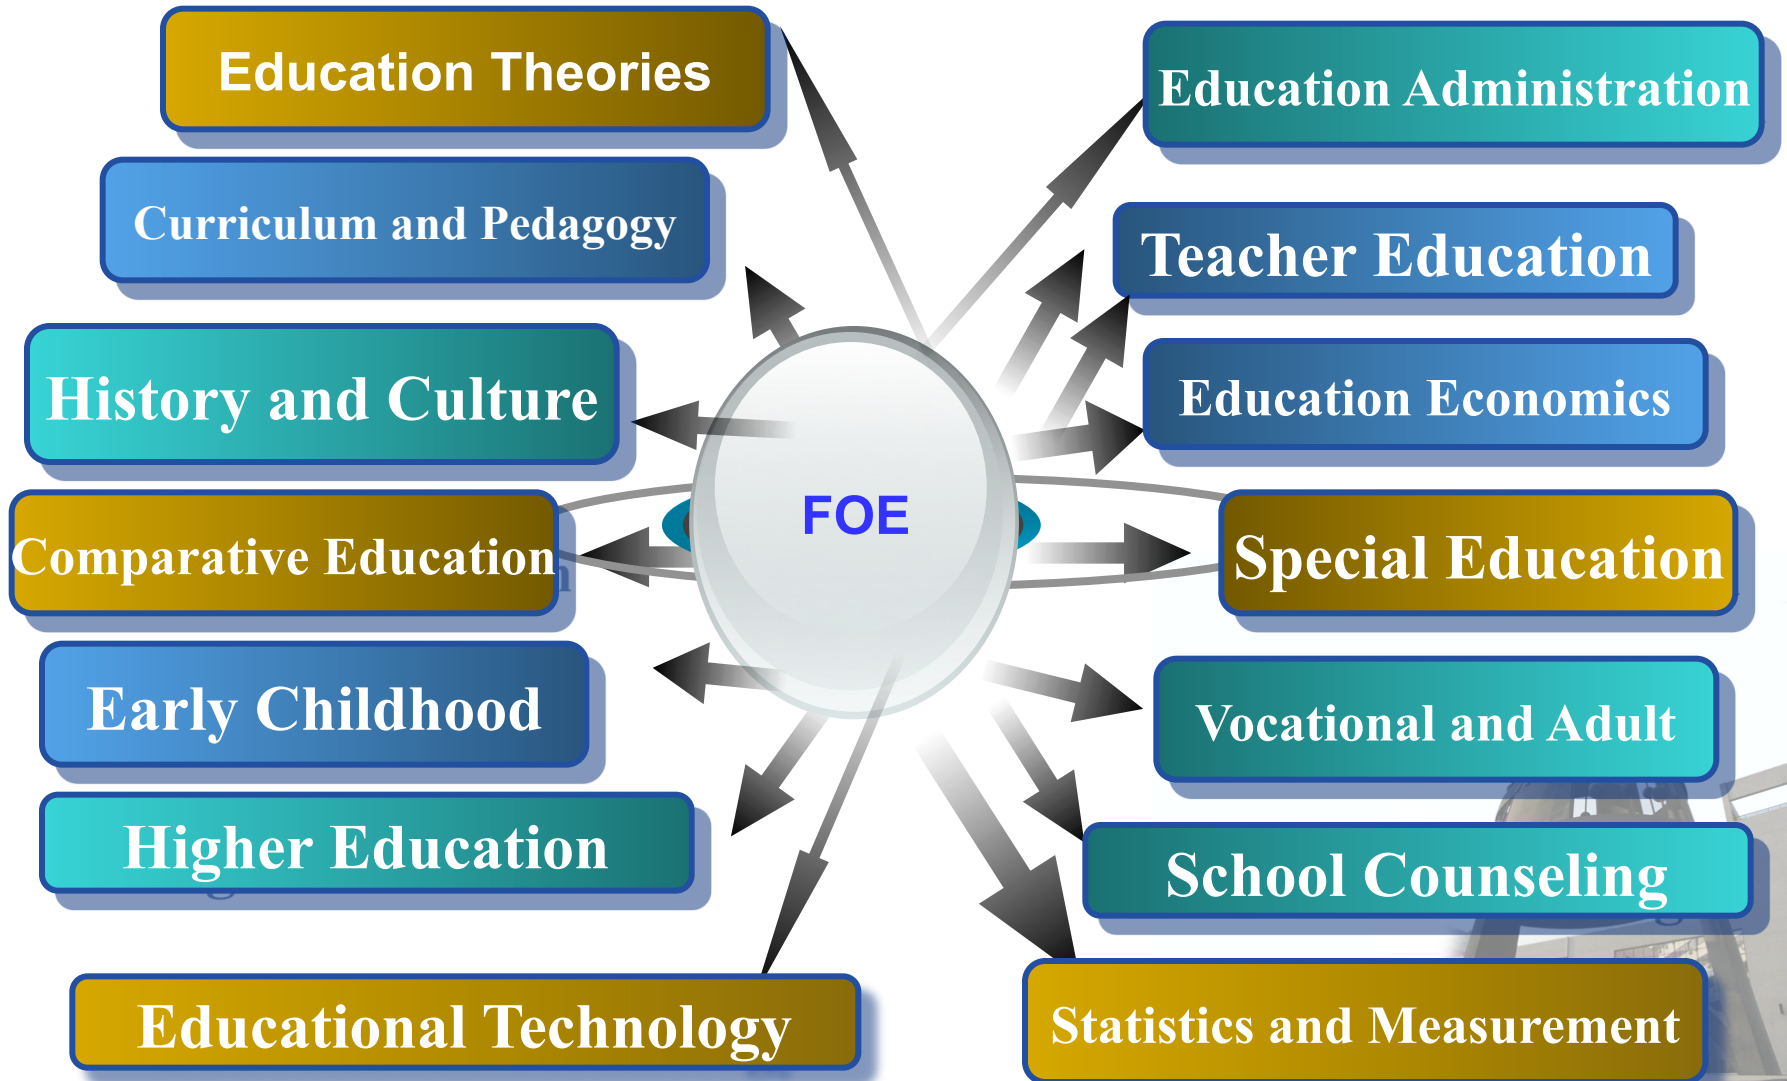 Education Theories
Curriculum and Pedagogy
History and Culture
Comparative Education
Early Childhood
Higher Education
Educational Technology
FOE
Education Administration
Teacher Education
Education Economics
Special Education
Vocational and Adult
School Counseling
Statistics and Measurement